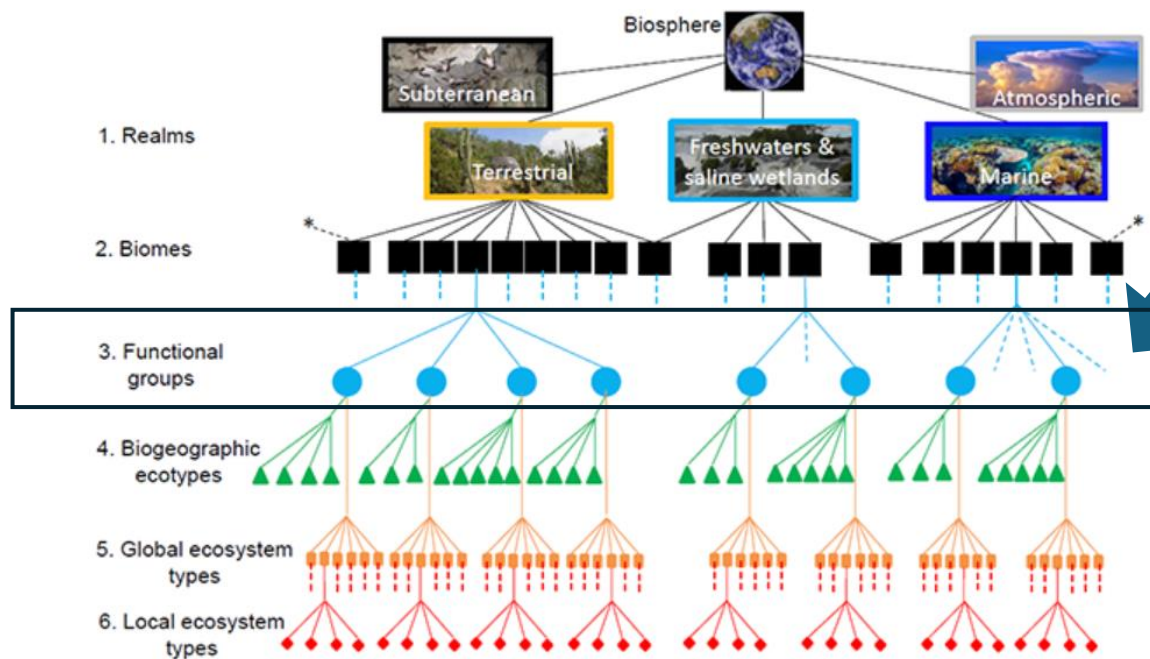 Biosphere
Subterranean
Atmospheric
1. Realms
Terrestrial
Freshwaters &
saline wetlands
Marine
*
*
2. Biomes
3. Functional
groups
4. Biogeographic
ecotypes
5. Global ecosystem
types
6. Local ecosystem
types